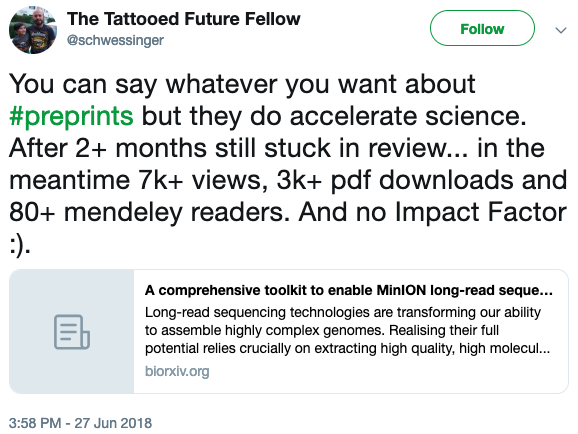 The Tattooed Future Fellow
@schwessinger
Follow
You can say whatever you want about
#preprints but they do accelerate science.
After 2+ months still stuck in review... in the
meantime 7k+ views, 3k+ pdf downloads and
80+ mendeley readers. And no Impact Factor
:).
A comprehensive toolkit to enable MinION long-read seque...
Long-read sequencing technologies are transforming our ability
to assemble highly complex genomes. Realising their full
potential relies crucially on extracting high quality, high molecul...
biorxiv.org
3:58 PM - 27 Jun 2018